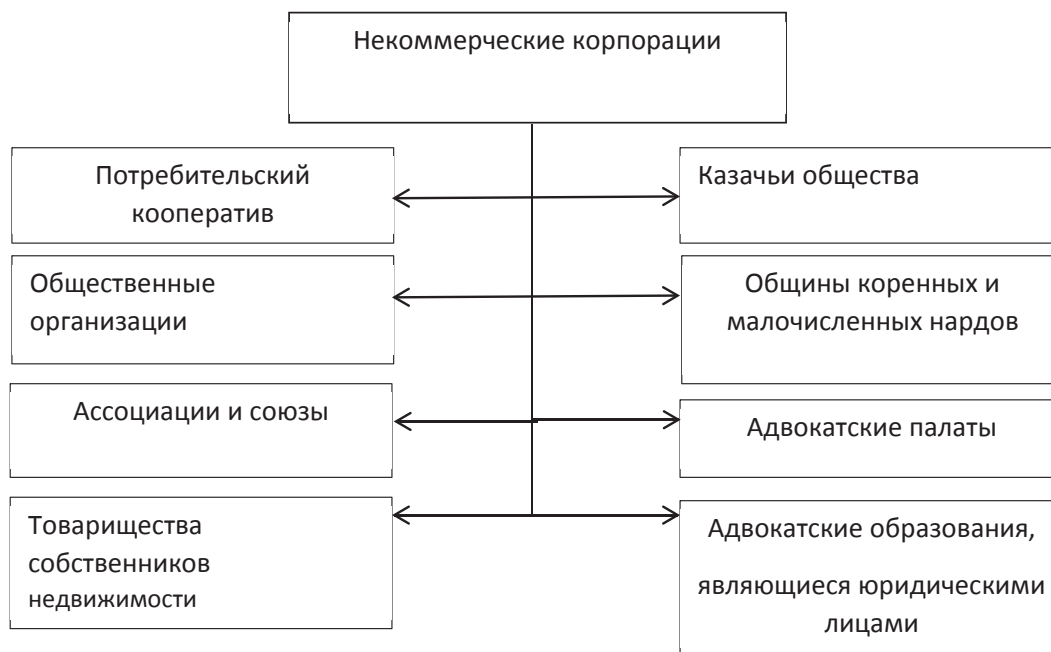 Некоммерческие корпорации
Потребительский
кооператив
Казачьи общества
Общественные
организации
Общины коренных и
малочисленных нардов
Ассоциации и союзы
Адвокатские палаты
Товарищества
собственников
недвижимости
Адвокатские образования,
являющиеся юридическими
лицами